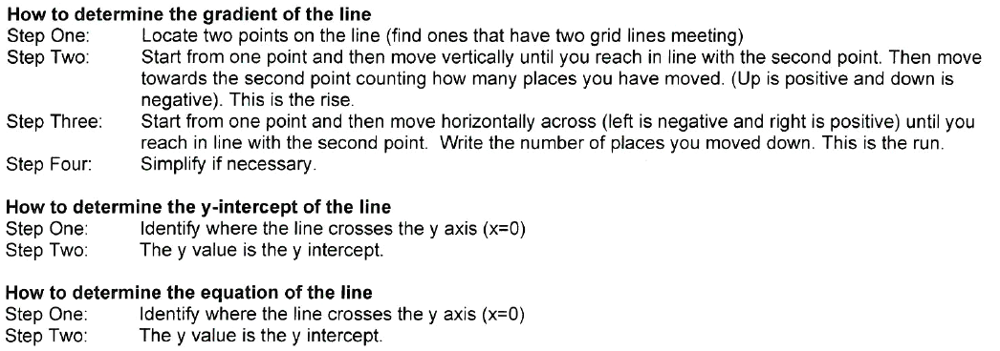 How to determine the gradient of the line
Step One: Locate two points on the line (find ones that have two grid lines meeting)
Step Two: Start from one point and then move vertically until you reach in line with the second point. Then move
towards the second point counting how many places you have moved. (Up is positive and down is
negative). This is the rise.
Step Three: Start from one point and then move horizontally across (left is negative and right is positive) until you
reach in line with the second point. Write the number of places you moved down. This is the run.
Step Four: Simplify if necessary.
How to determine the y-intercept of the line
Step One: Identify where the line crosses the y axis (x=0)
Step Two: The y value is the y intercept.
How to determine the equation of the line
Step One: Identify where the line crosses the y axis (x=0)
Step Two: The y value is the y intercept.